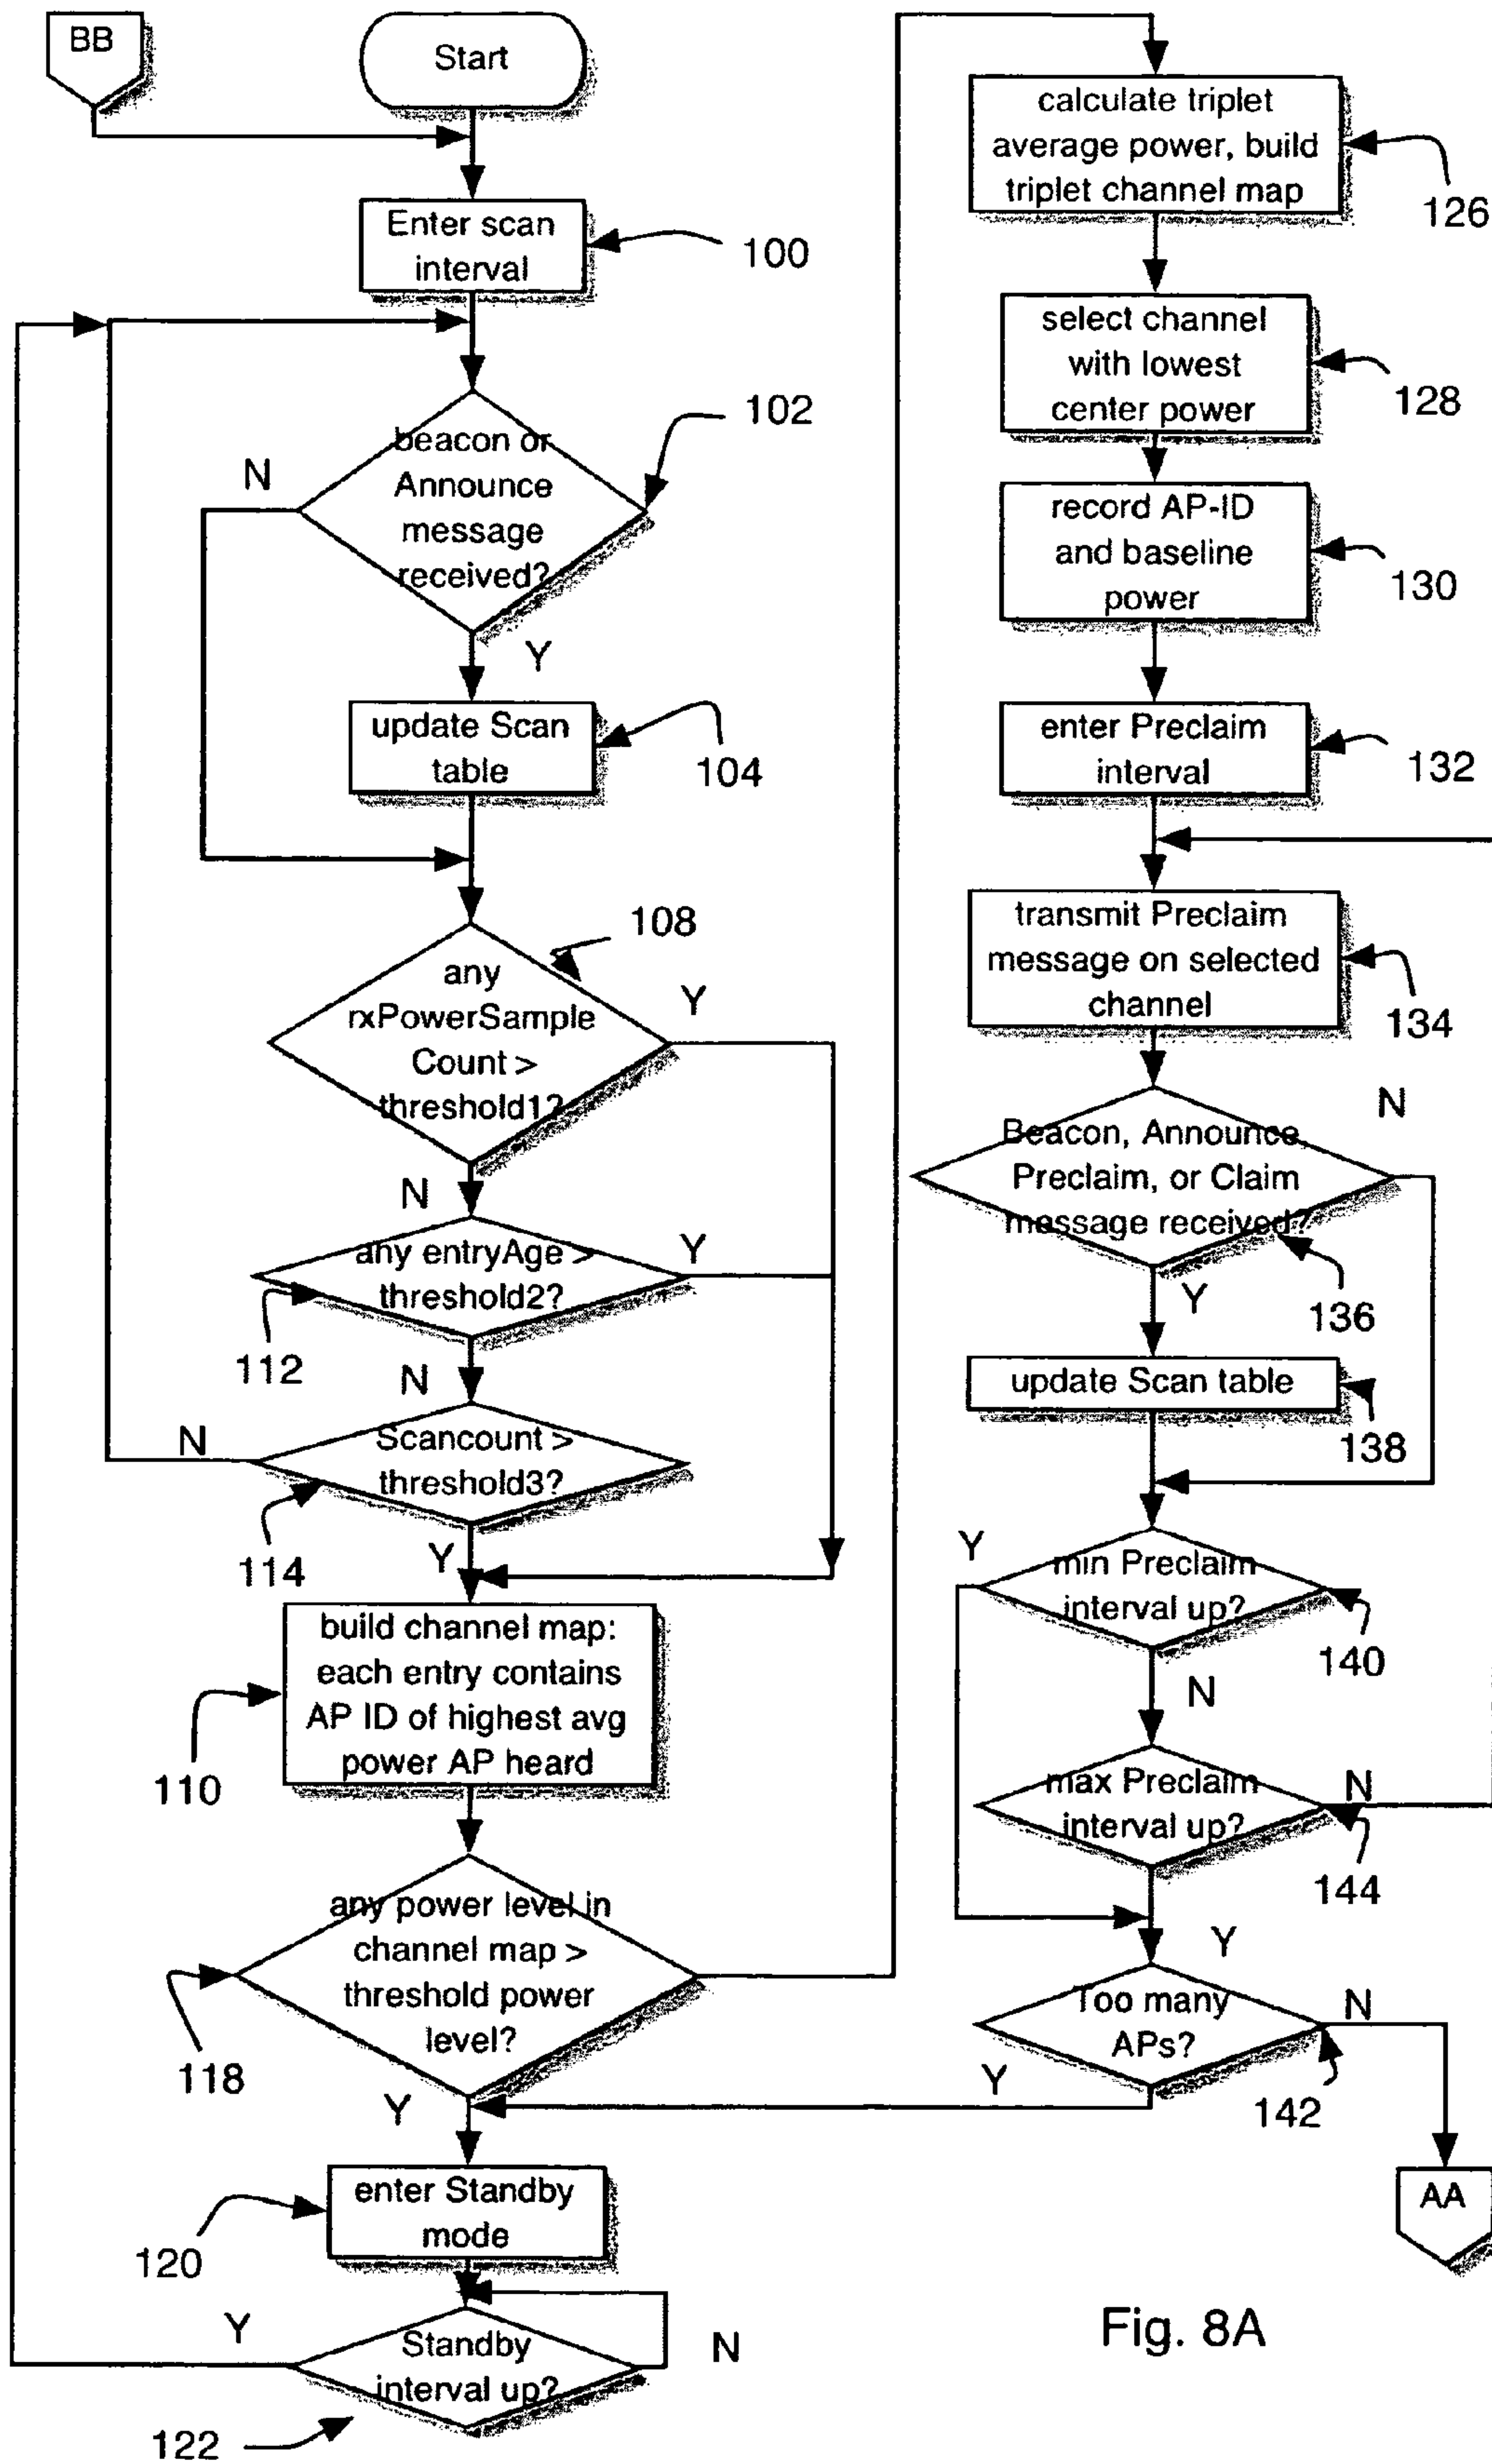 BB
Start
Enter scan
interval
100
beacon or
Announce
message
received?
102
N
Y
update Scan
table
104
any
rxPowerSample
Count >
threshold1?
108
Y
N
any entryAge >
threshold2?
Y
112
N
Scancount >
threshold3?
N
114
Y
build channel map:
each entry contains
AP ID of highest avg
power AP heard
110
any power level in
channel map >
threshold power
level?
118
Y
enter Standby
mode
120
Standby
interval up?
Y
N
122
calculate triplet
average power, build
triplet channel map
126
select channel
with lowest
center power
128
record AP-ID
and baseline
power
130
enter Preclaim
interval
132
transmit Preclaim
message on selected
channel
134
Beacon, Announce
Preclaim, or Claim
message received?
N
136
Y
update Scan table
138
min Preclaim
interval up?
Y
140
N
max Preclaim
interval up?
N
144
Y
Too many
APs?
N
Y
142
AA
Fig. 8A